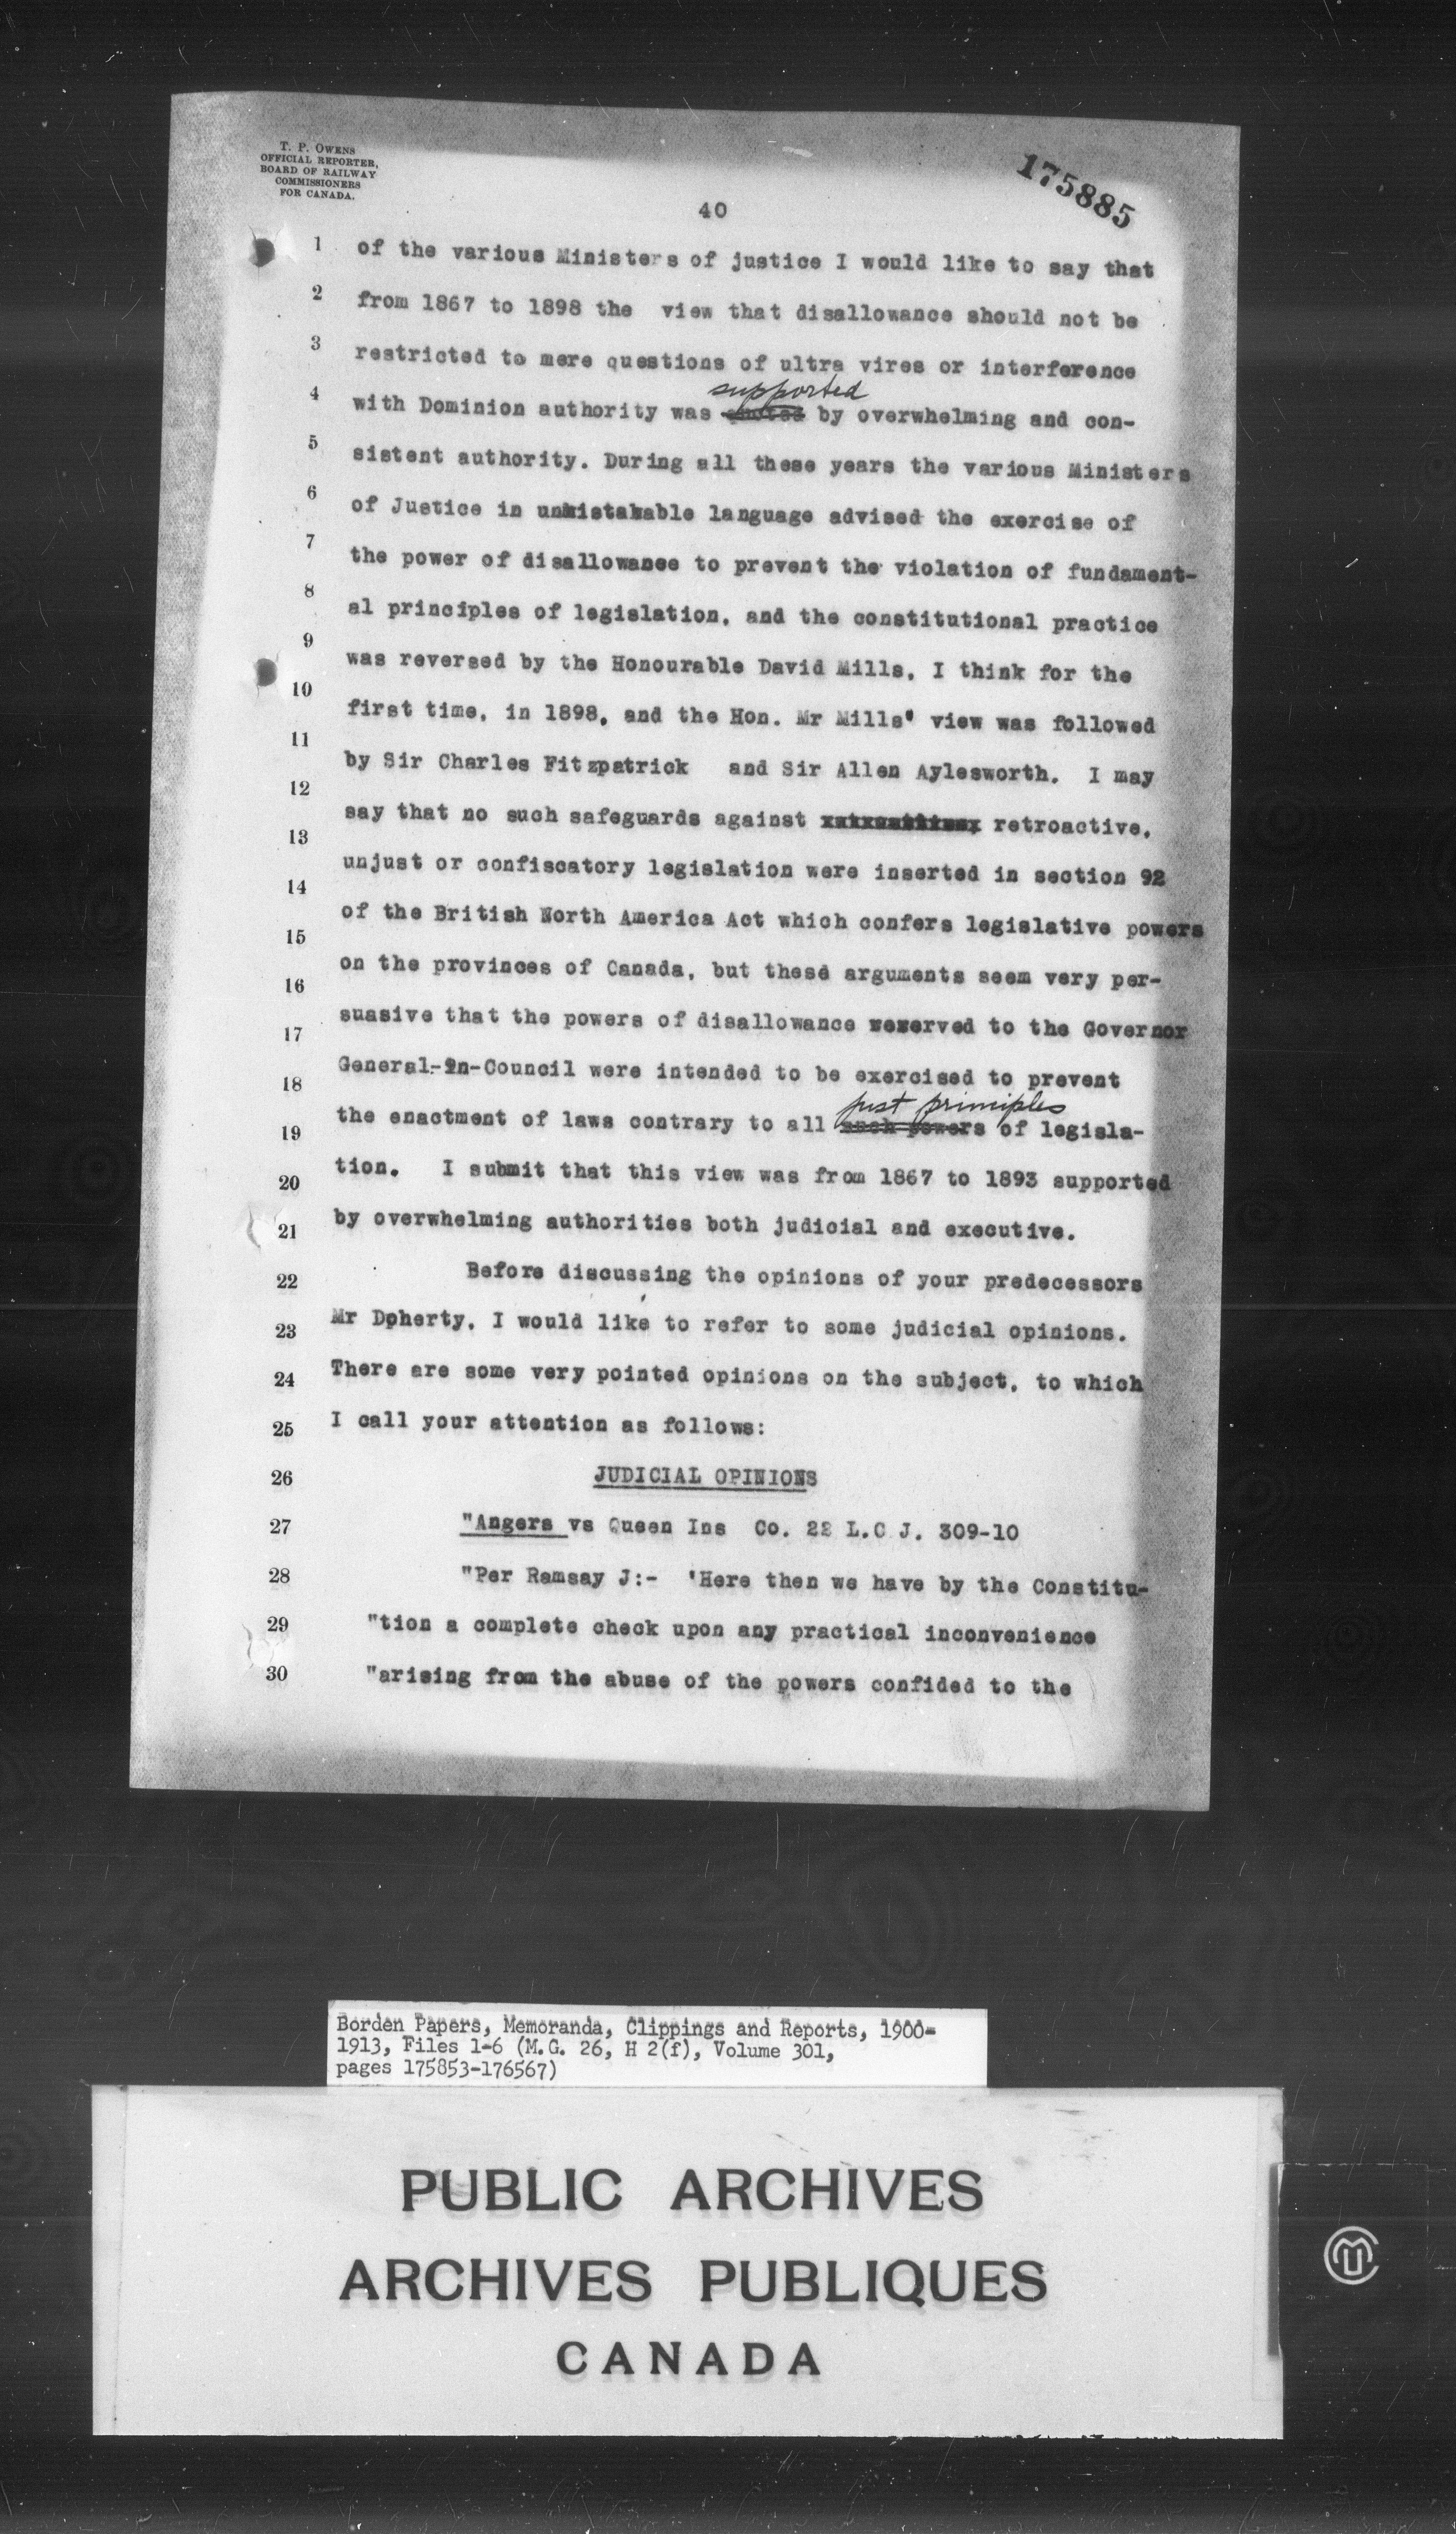 T. P. OWENS
OFFICIAL REPORTER,
BOARD OF RAILWAY
COMMISSIONERS
FOR CANADA.
175885
40
1 of the various Ministers of justice I would like to say that
2 from 1867 to 1898 the view that disallowance should not be
3 restricted to mere questions of ultra vires or interference
supported
4 with Dominion authority was by overwhelming and con-
5 sistent authority. During all these years the various Ministers
6 of Justice in unmistakable language advised the exercise of
7 the power of disallowance to prevent the violation of fundament-
8 al principles of legislation, and the constitutional practice
9 was reversed by the Honourable David Mills, I think for the
10 first time, in 1898, and the Hon. Mr Mills' view was followed
11 by Sir Charles Fitzpatrick and Sir Allen Aylesworth. I may
12 say that no such safeguards against retroactive,
13 unjust or confiscatory legislation were inserted in section 92
14 of the British North America Act which confers legislative powers
15 on the provinces of Canada, but these arguments seem very per-
16 suasive that the powers of disallowance reserved to the Governor
17 General-in-Council were intended to be exercised to prevent
just principles
18 the enactment of laws contrary to all such powers of legisla-
19 tion. I submit that this view was from 1867 to 1893 supported
20 by overwhelming authorities both judicial and executive.
21
22 Before discussing the opinions of your predecessors
23 Mr Doherty, I would like to refer to some judicial opinions.
24 There are some very pointed opinions on the subject, to which
25 I call your attention as follows:
26 JUDICIAL OPINIONS
27 "Angers vs Queen Ins Co. 22 L.C J. 309-10
28 "Per Ramsay J:- 'Here then we have by the Constitu-
29 "tion a complete check upon any practical inconvenience
30 "arising from the abuse of the powers confided to the
Borden Papers, Memoranda, Clippings and Reports, 1900-
1913, Files 1-6 (M.G. 26, H 2(f), Volume 301,
pages 175853-176567)
PUBLIC ARCHIVES
ARCHIVES PUBLIQUES
CANADA